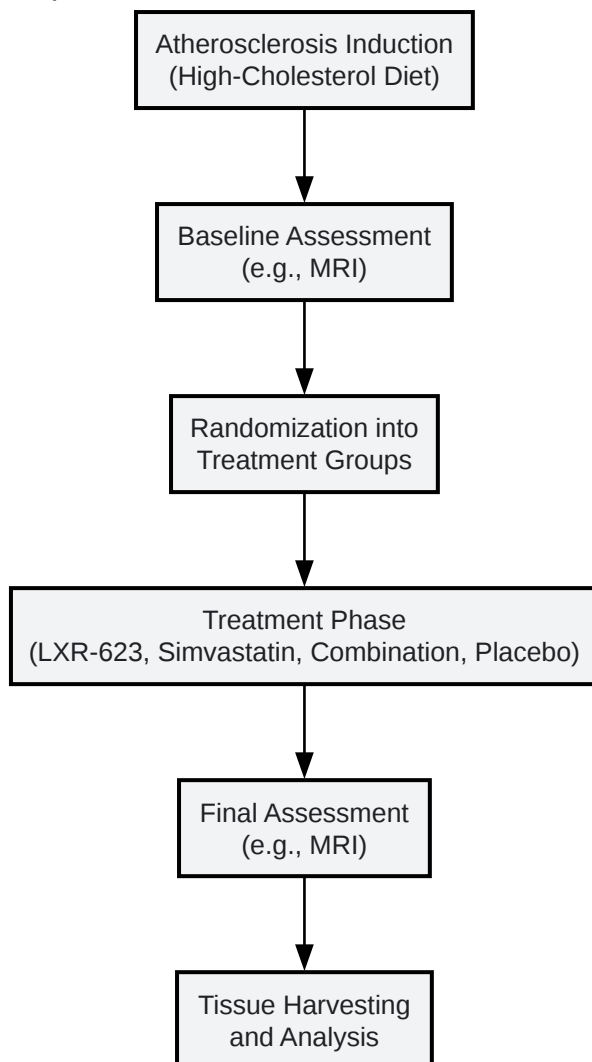 Atherosclerosis Induction
(High-Cholesterol Diet)
Baseline Assessment
(e.g., MRI)
Randomization into
Treatment Groups
Treatment Phase
(LXR-623, Simvastatin, Combination, Placebo)
Final Assessment
(e.g., MRI)
Tissue Harvesting
and Analysis